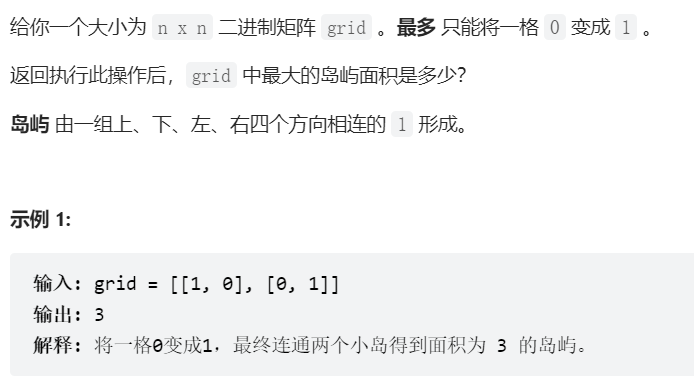 给你一个大小为 n x n 二进制矩阵 grid 。最多 只能将一格 0 变成 1 。
返回执行此操作后，grid 中最大的岛屿面积是多少？
岛屿 由一组上、下、左、右四个方向相连的 1 形成。
示例 1:
输入: grid = [[1, 0], [0, 1]]
输出: 3
解释: 将一格0变成1，最终连通两个小岛得到面积为 3 的岛屿。